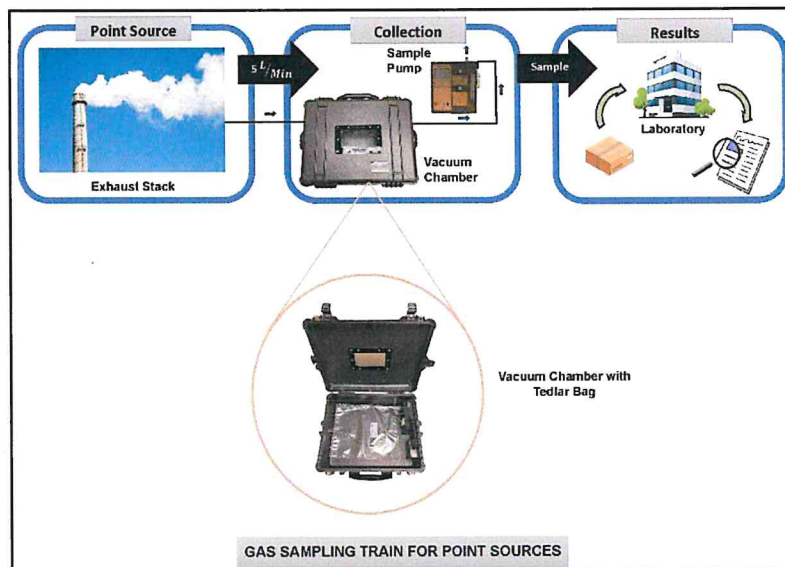 Point Source
Collection
Results
5 L/Min
Sample
Pump
Sample
Laboratory
Vacuum
Chamber
Exhaust Stack
Vacuum Chamber with
Tedlar Bag
GAS SAMPLING TRAIN FOR POINT SOURCES